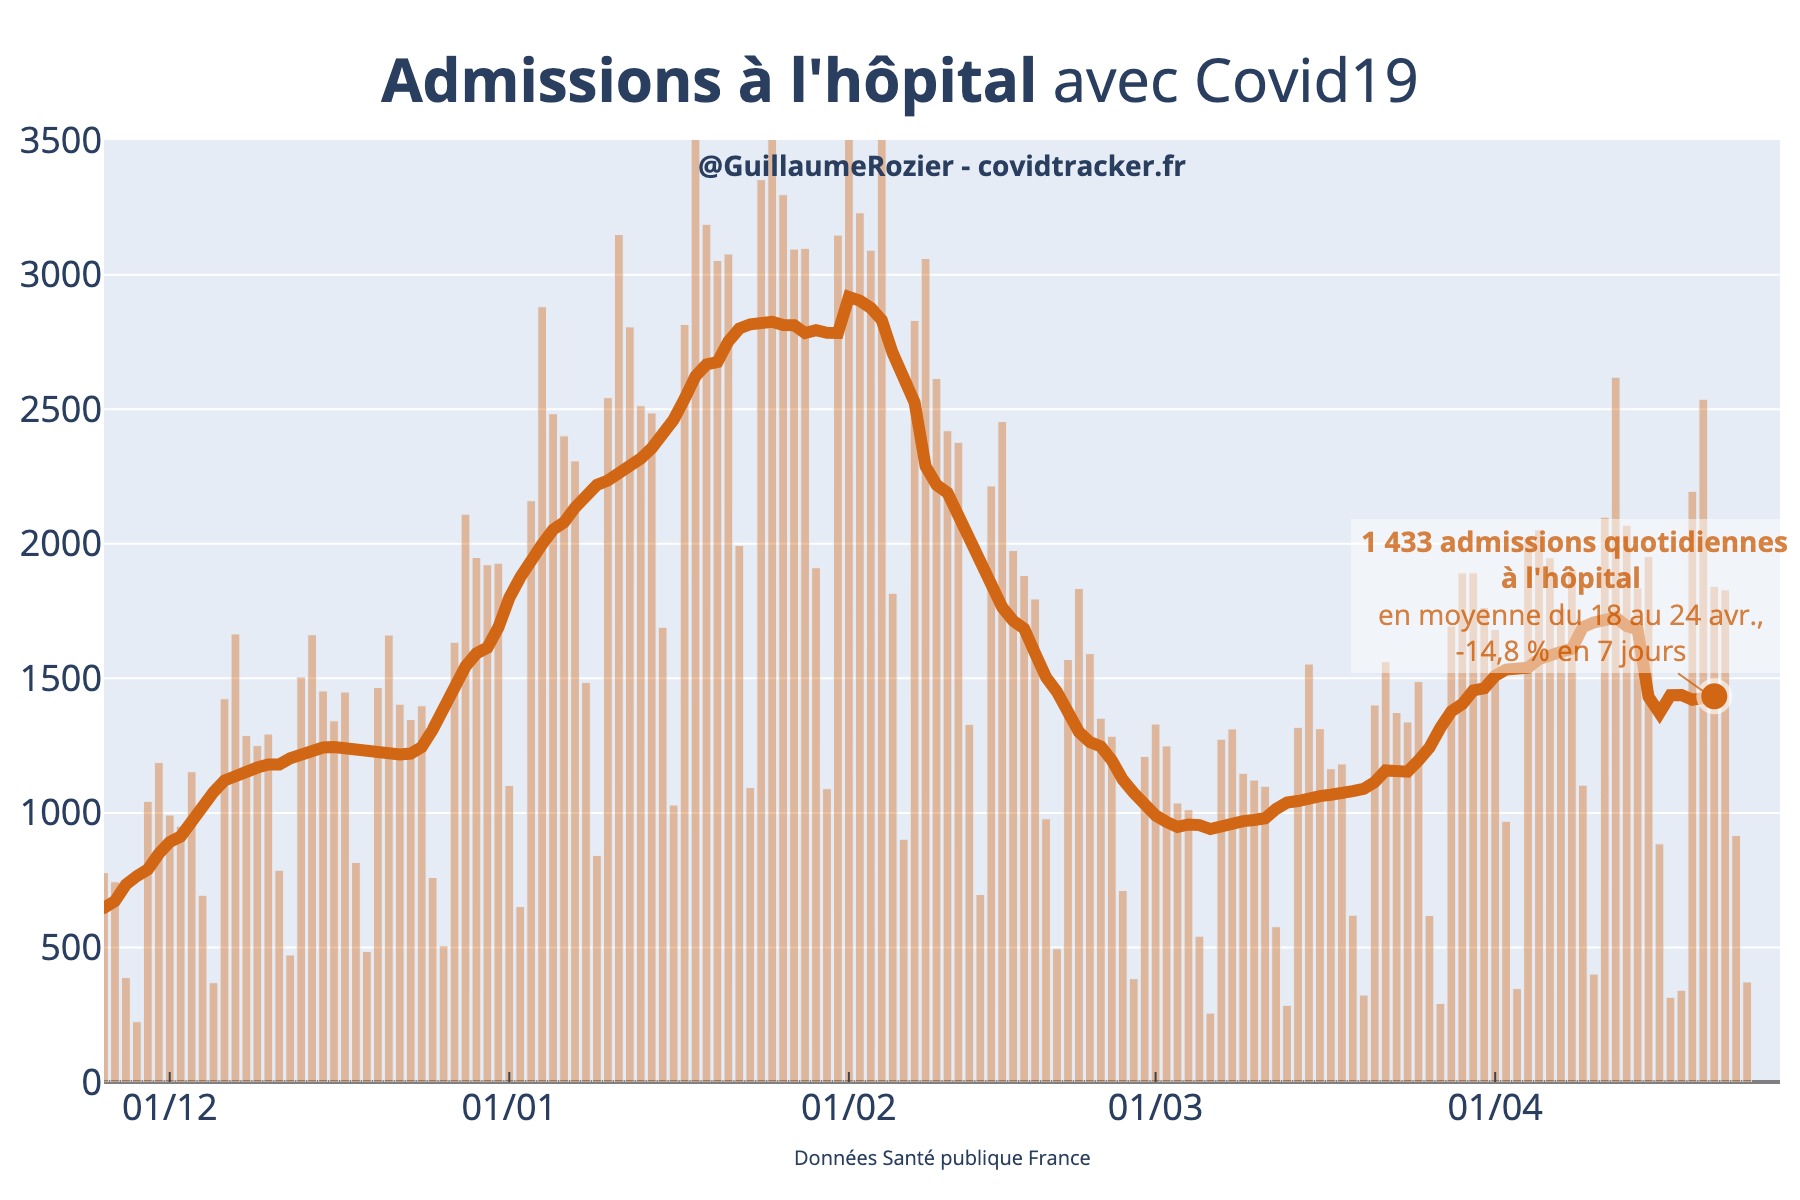 Admissions à l'hôpital avec Covid19
3500
@GuillaumeRozier - covidtracker.fr
3000
2500
2000
1 433 admissions quotidiennes
à l'hôpital
en moyenne du 18 au 24 avr.,
-14,8 % en 7 jours
1500
1000
500
0
01/12 01/01 01/02 01/03 01/04
Données Santé publique France